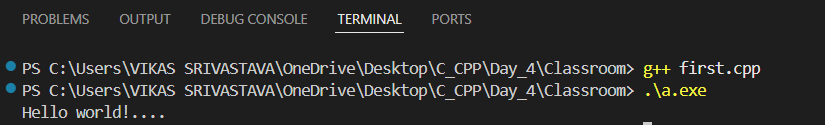 PROBLEMS OUTPUT DEBUG CONSOLE TERMINAL PORTS
PS C:\Users\VIKAS SRIVASTAVA\OneDrive\Desktop\C_CPP\Day_4\Classroom> g++ first.cpp
PS C:\Users\VIKAS SRIVASTAVA\OneDrive\Desktop\C_CPP\Day_4\Classroom> .\a.exe
Hello world!....